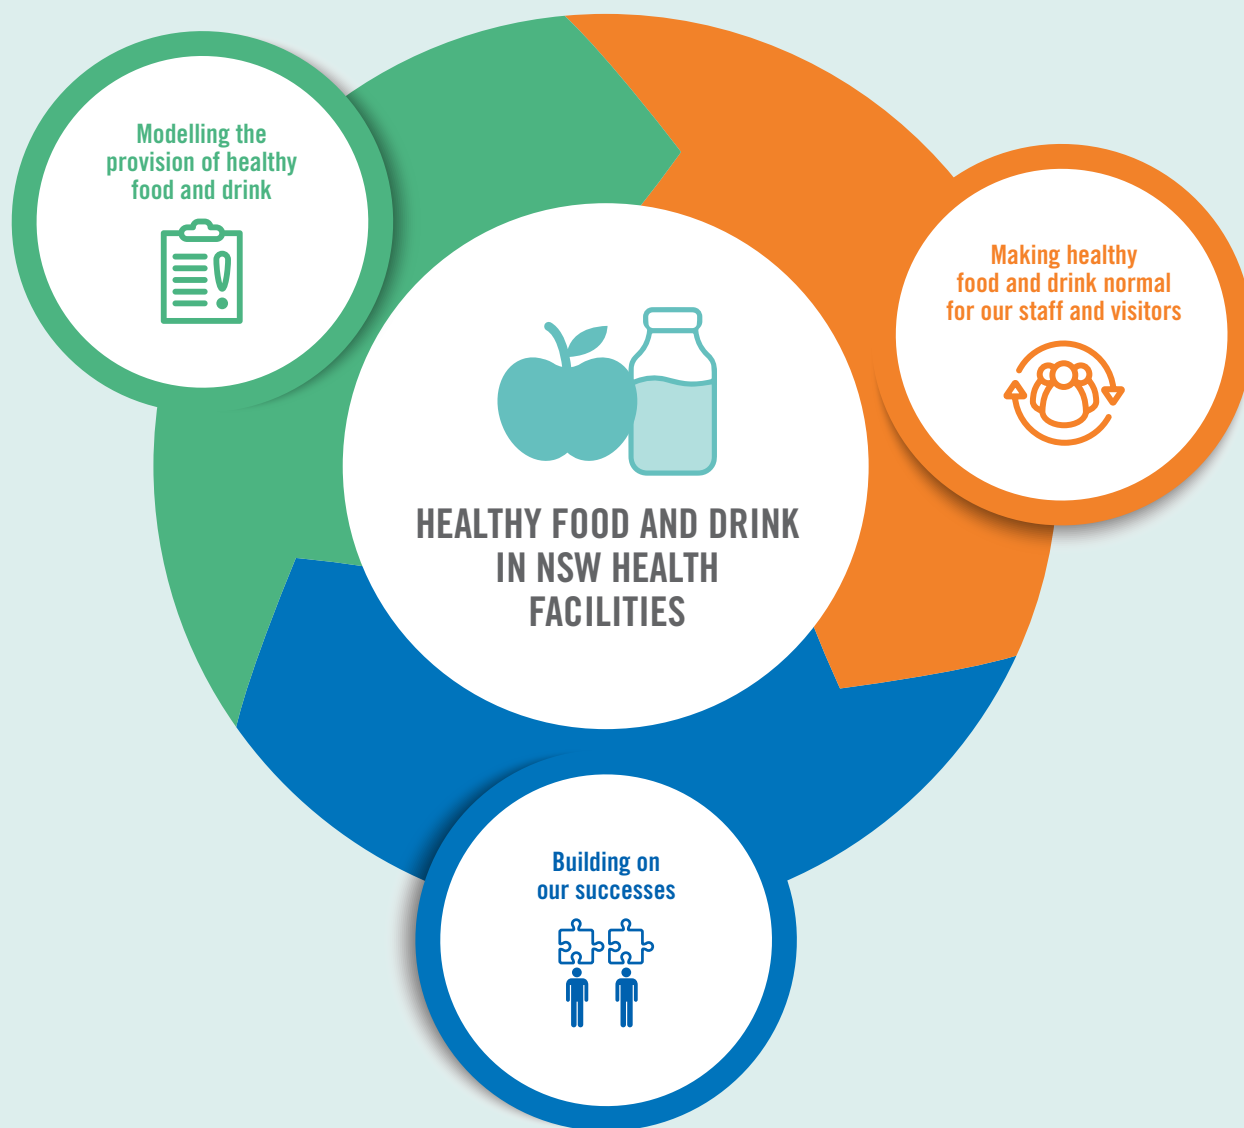 Modelling the
provision of healthy
food and drink
Making healthy
food and drink normal
for our staff and visitors
HEALTHY FOOD AND DRINK
IN NSW HEALTH
FACILITIES
Building on
our successes